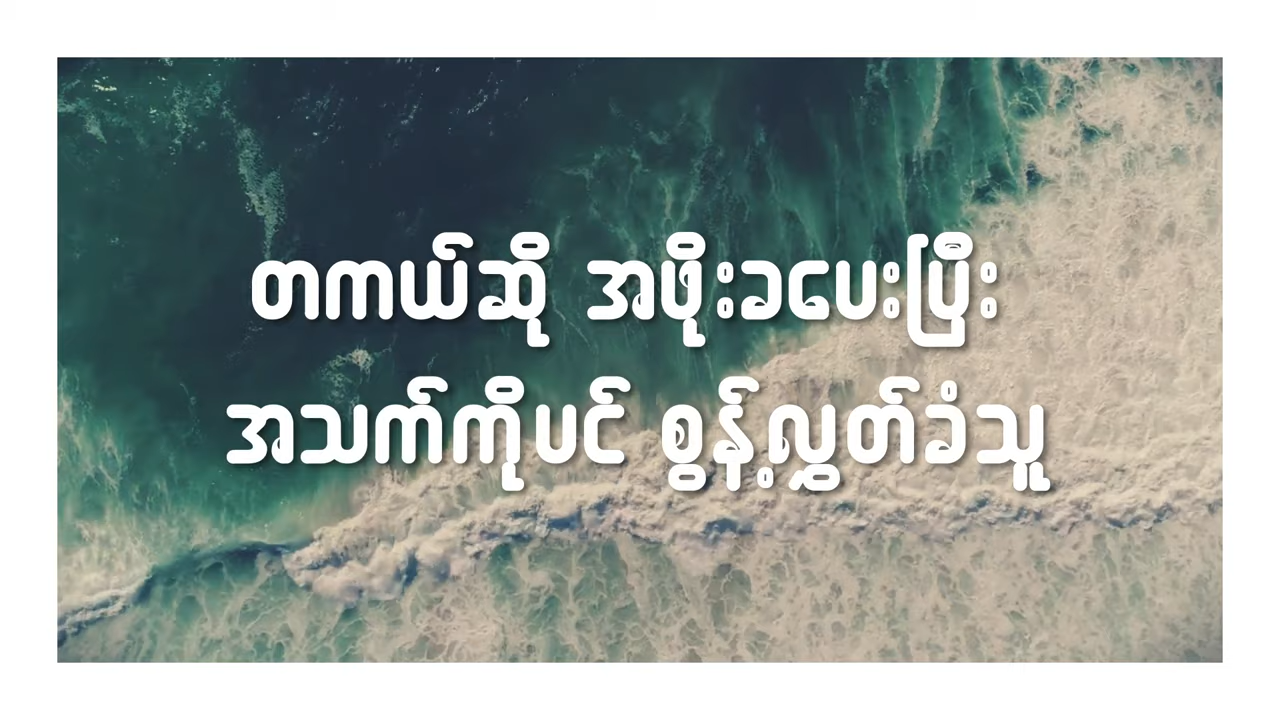 တကယ်ဆို အဖိုးခပေးပြီး
အသက်ကိုပင် စွန့်လွှတ်ခံသူ